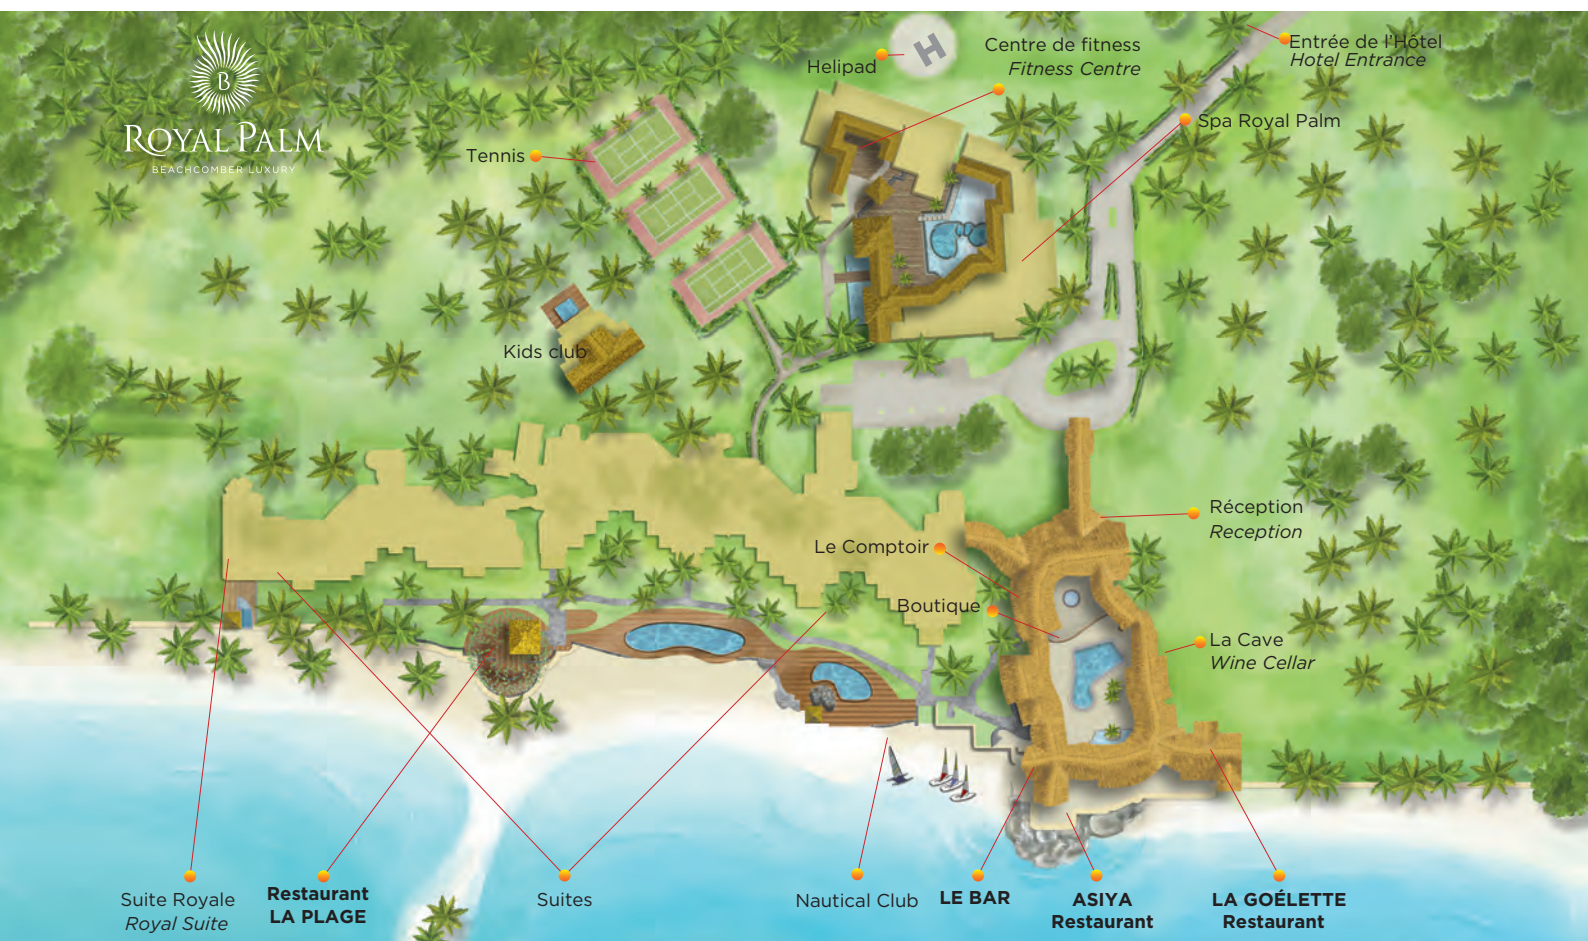 B
ROYAL PALM
BEACHCOMBER LUXURY
H
Helipad
Centre de fitness
Fitness Centre
Entrée de l'Hôtel
Hotel Entrance
Spa Royal Palm
Tennis
Kids club
Réception
Reception
Le Comptoir
Boutique
La Cave
Wine Cellar
Suite Royale
Royal Suite
Restaurant
LA PLAGE
Suites
Nautical Club
LE BAR
ASIYA
Restaurant
LA GOÉLETTE
Restaurant